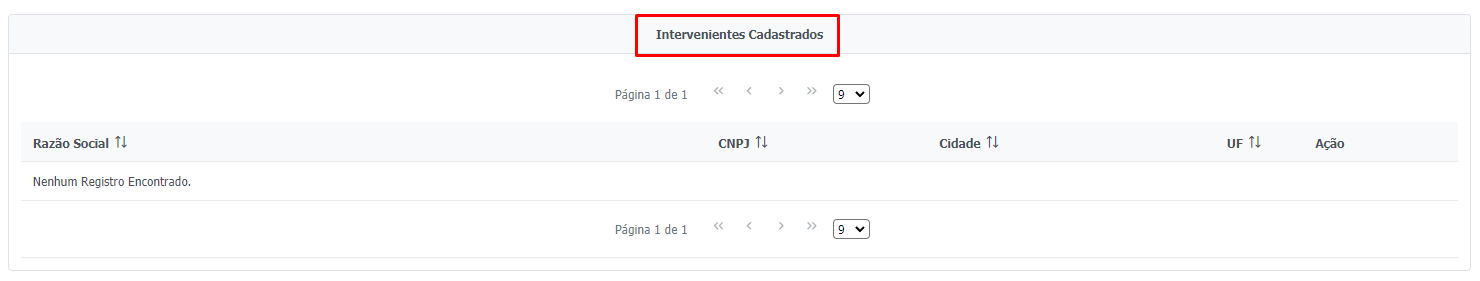 Intervenientes Cadastrados
Página 1 de 1 9
Razão Social CNPJ Cidade UF Ação
Nenhum Registro Encontrado.
Página 1 de 1 9